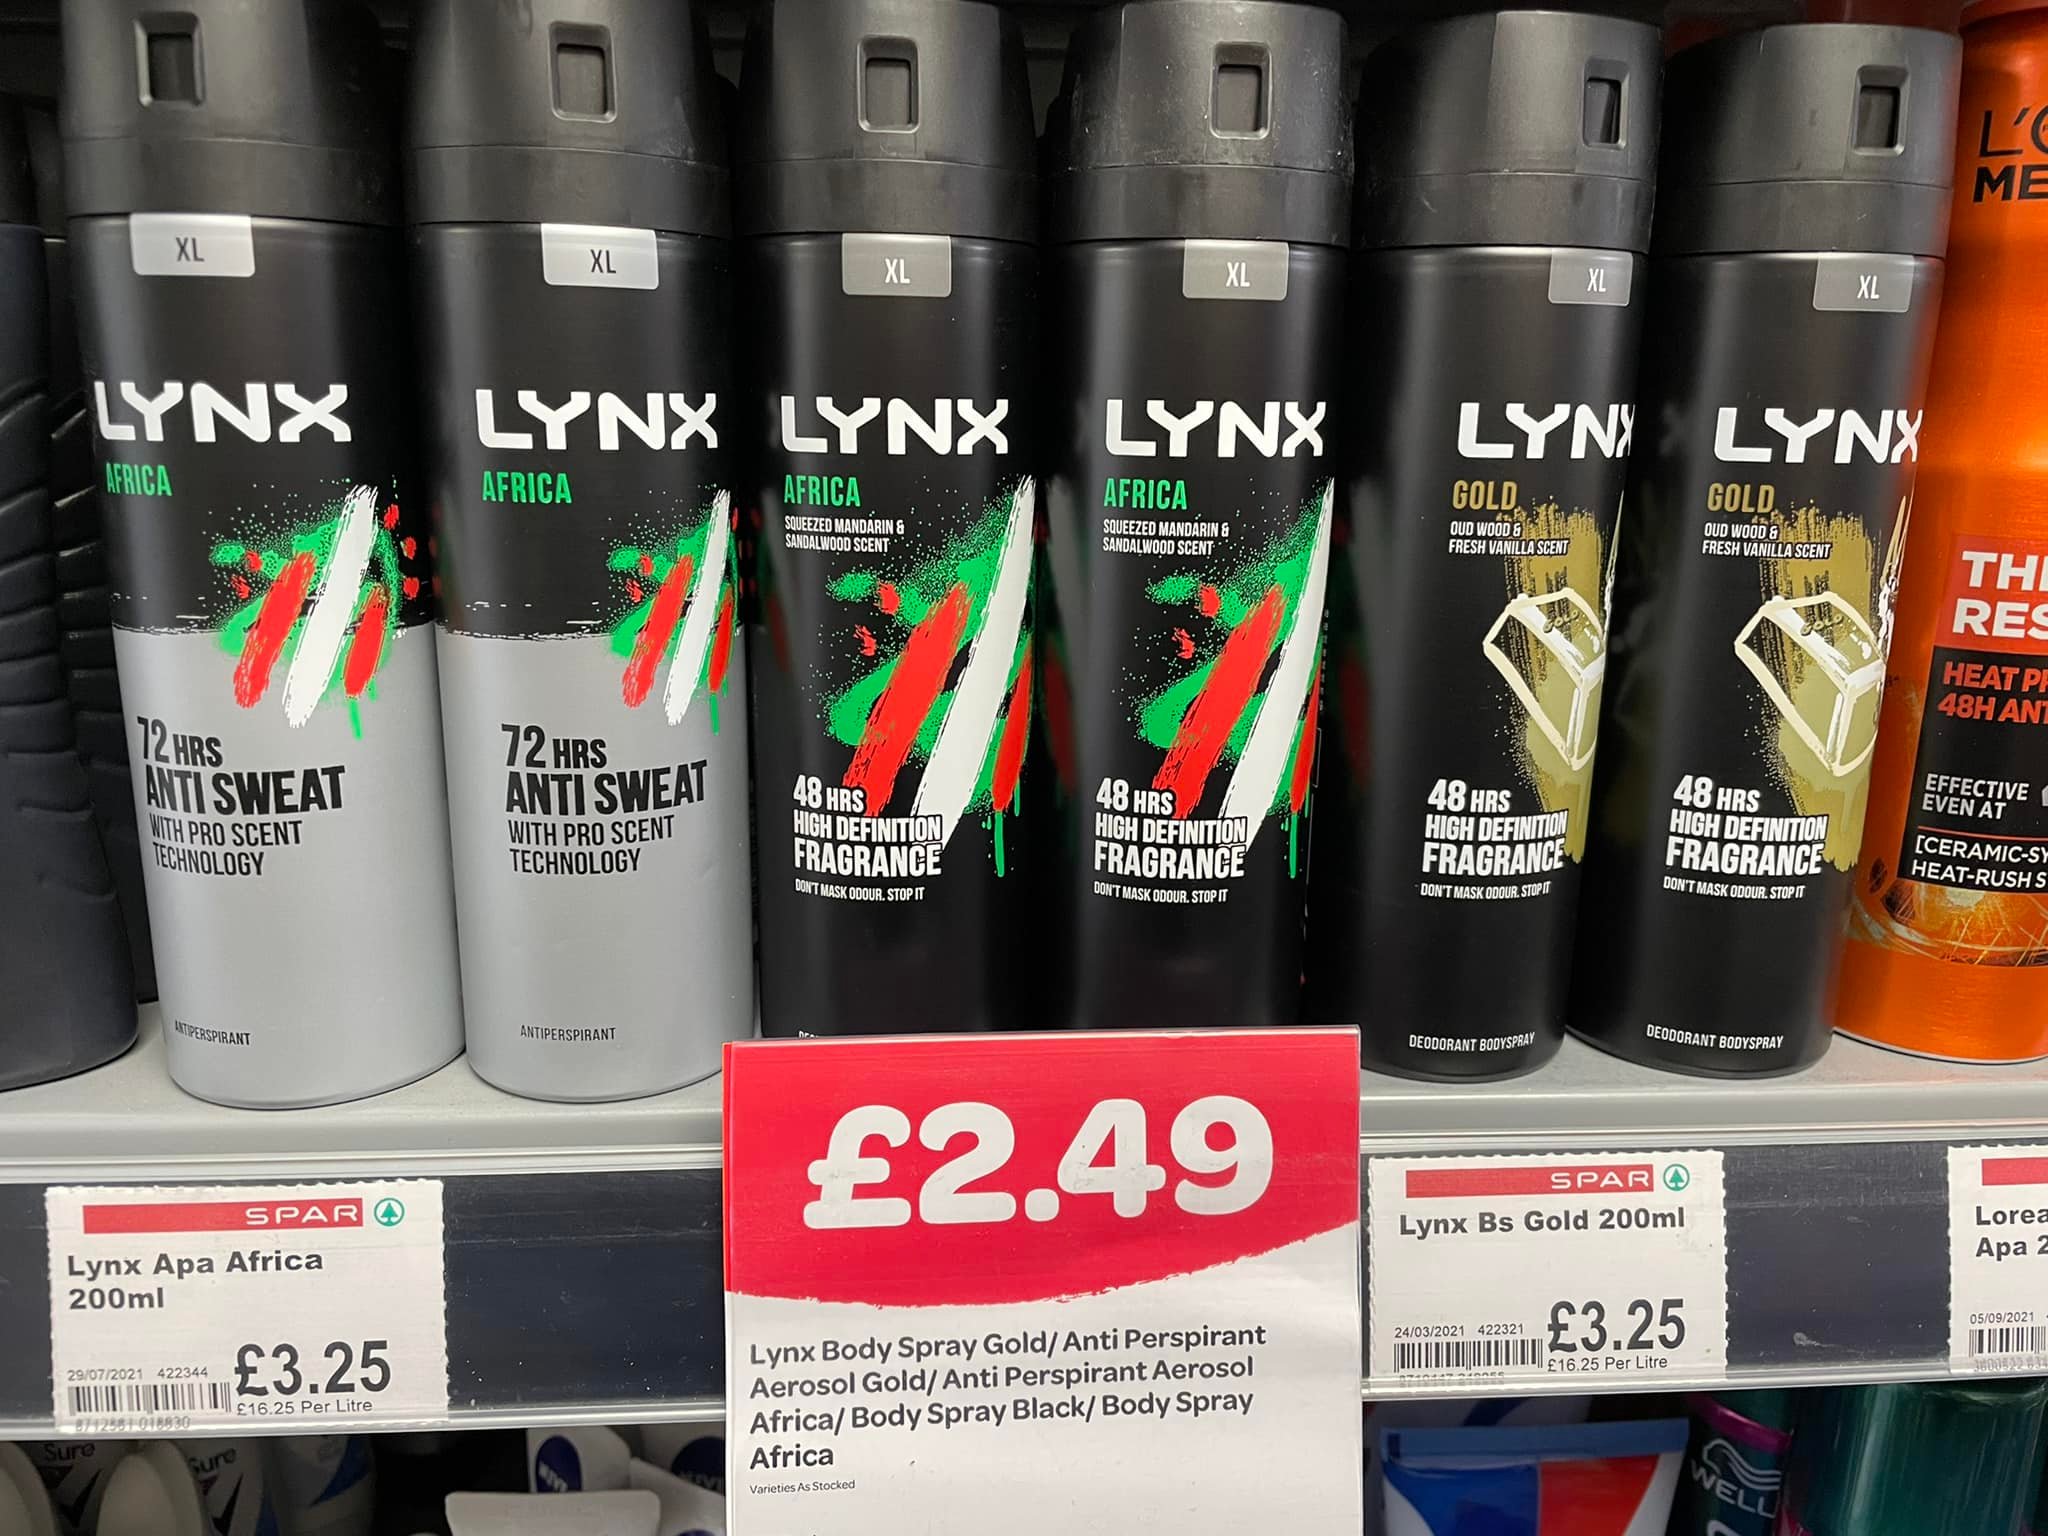 XL
LYNX
AFRICA
72 HRS
ANTI SWEAT
WITH PRO SCENT
TECHNOLOGY
ANTIPERSPIRANT
XL
LYNX
AFRICA
72 HRS
ANTI SWEAT
WITH PRO SCENT
TECHNOLOGY
ANTIPERSPIRANT
XL
LYNX
AFRICA
SQUEEZED MANDARIN &
SANDALWOOD SCENT
48 HRS
HIGH DEFINITION
FRAGRANCE
DON'T MASK ODOUR. STOP IT
XL
LYNX
AFRICA
SQUEEZED MANDARIN &
SANDALWOOD SCENT
48 HRS
HIGH DEFINITION
FRAGRANCE
DON'T MASK ODOUR. STOP IT
XL
LYNX
GOLD
OUD WOOD &
FRESH VANILLA SCENT
GOLD
48 HRS
HIGH DEFINITION
FRAGRANCE
DON'T MASK ODOUR. STOP IT
DEODORANT BODYSPRAY
XL
LYNX
GOLD
OUD WOOD &
FRESH VANILLA SCENT
GOLD
48 HRS
HIGH DEFINITION
FRAGRANCE
DON'T MASK ODOUR. STOP IT
DEODORANT BODYSPRAY
HEAT
48H
EFFECTIVE
EVEN AT
SPAR
Lynx Apa Africa
200ml
29/07/2021 422344
£3.25
£16.25 Per Litre
£2.49
Lynx Body Spray Gold/ Anti Perspirant
Aerosol Gold/ Anti Perspirant Aerosol
Africa/ Body Spray Black/ Body Spray
Africa
Varieties As Stocked
SPAR
Lynx Bs Gold 200ml
24/03/2021 422321
£3.25
£16.25 Per Litre
Apa
05/09/2021
Sure
Sure